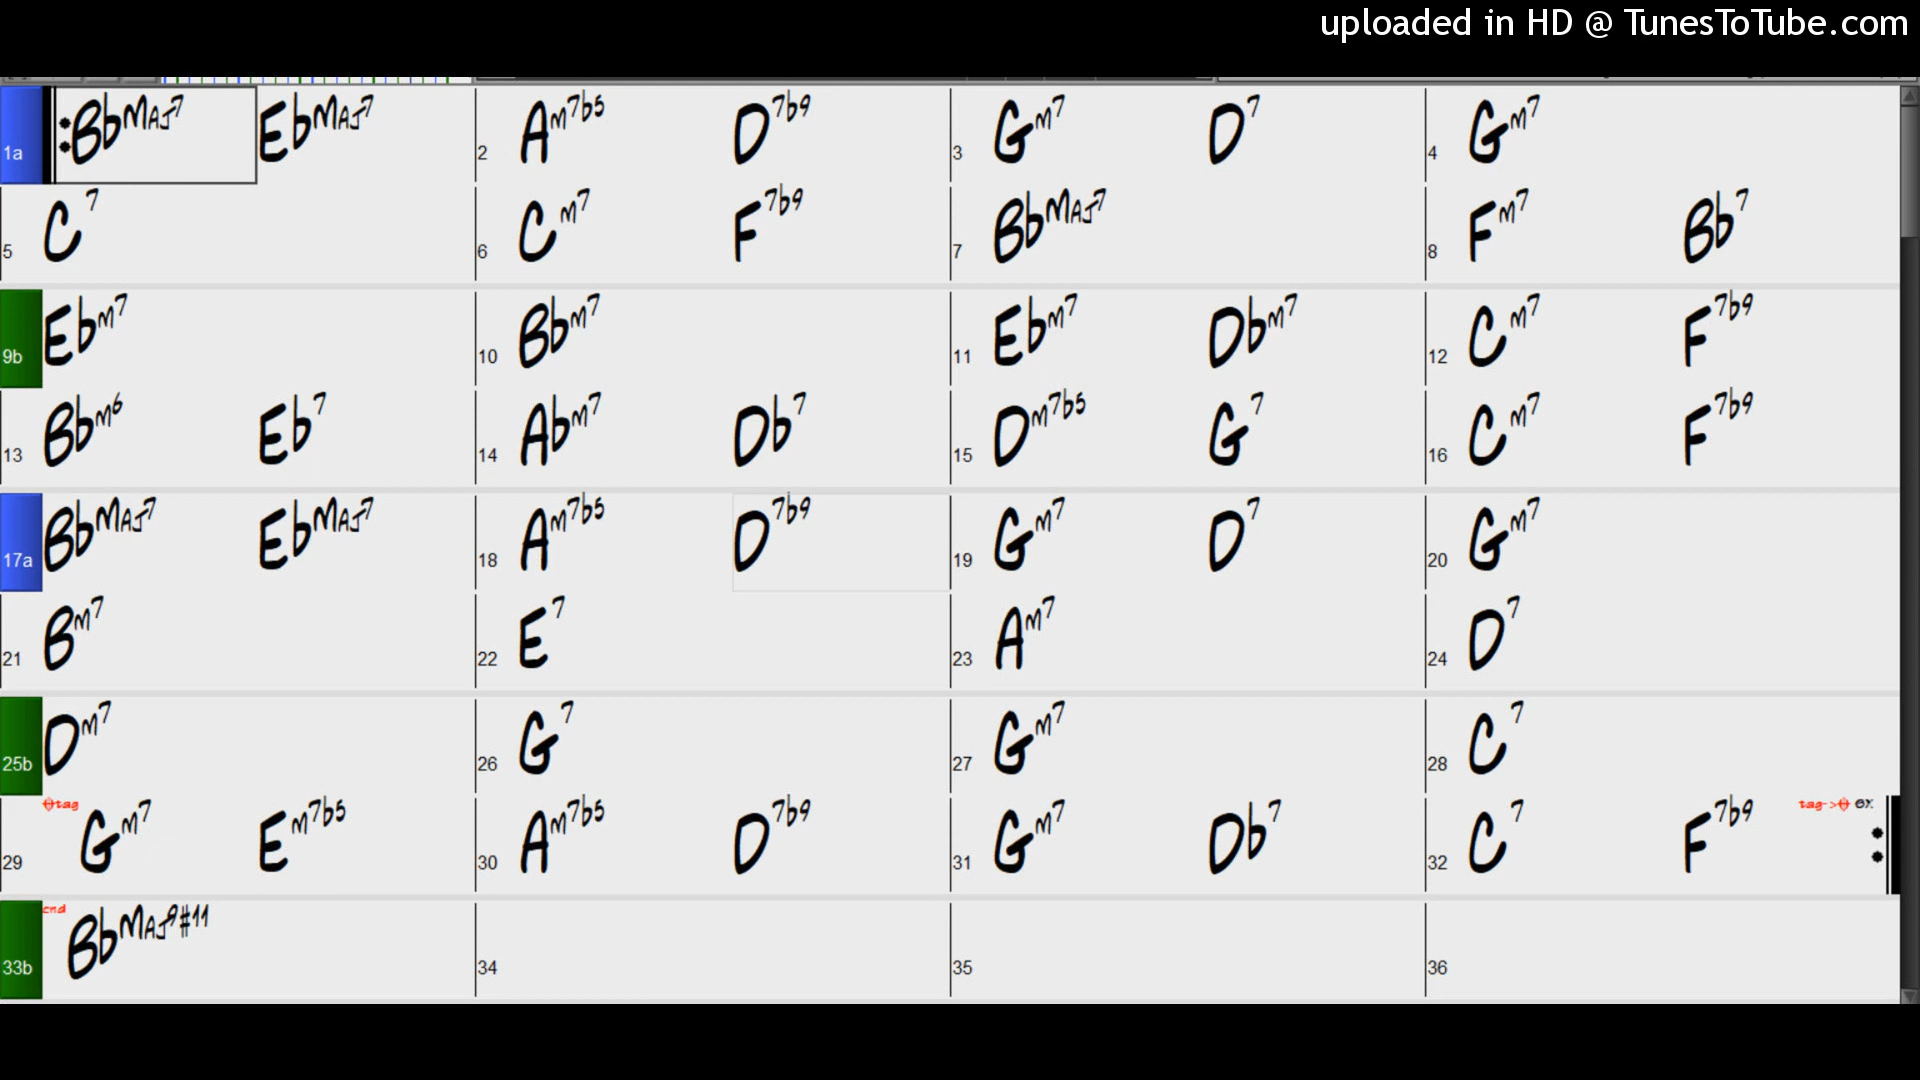 uploaded in HD @ TunesToTube.com
1a BbMAJ7 EbMAJ7 2 Am7b5 D7b9 3 Gm7 D7 4 Gm7
5 C7 6 Cm7 F7b9 7 BbMAJ7 8 Fm7 Bb7
9b Ebm7 10 Bbm7 11 Ebm7 Dbm7 12 Cm7 F7b9
13 Bbm6 Eb7 14 Abm7 Db7 15 Dm7b5 G7 16 Cm7 F7b9
17a BbMAJ7 EbMAJ7 18 Am7b5 D7b9 19 Gm7 D7 20 Gm7
21 Bm7 22 E7 23 Am7 24 D7
25b Dm7 26 G7 27 Gm7 28 C7
tag tag-> ex
29 Gm7 Em7b5 30 Am7b5 D7b9 31 Gm7 Db7 32 C7 F7b9
end
33b BbMAJ9#11 34 35 36